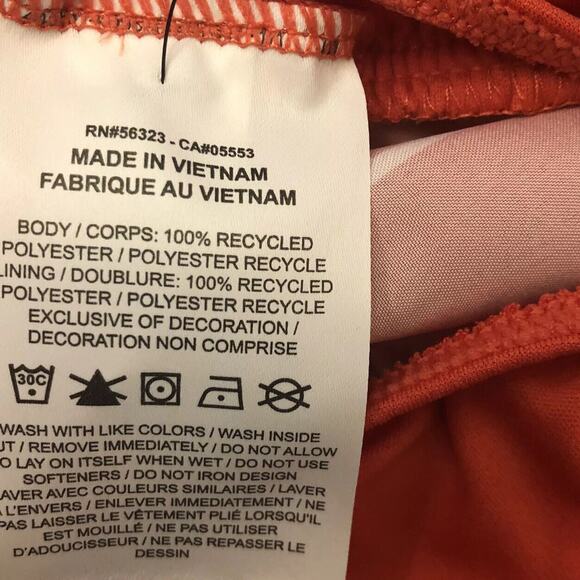 RN#56323 - CA#05553
MADE IN VIETNAM
FABRIQUE AU VIETNAM
BODY / CORPS: 100% RECYCLED
POLYESTER / POLYESTER RECYCLE
LINING / DOUBLURE: 100% RECYCLED
POLYESTER / POLYESTER RECYCLE
EXCLUSIVE OF DECORATION /
DECORATION NON COMPRISE
30C
WASH WITH LIKE COLORS / WASH INSIDE
OUT / REMOVE IMMEDIATELY / DO NOT ALLOW
TO LAY ON ITSELF WHEN WET / DO NOT USE
SOFTENERS / DO NOT IRON DESIGN
LAVER AVEC COULEURS SIMILAIRES / LAVER
À L'ENVERS / ENLEVER IMMEDIATEMENT / NE
PAS LAISSER LE VÊTEMENT PLIÉ LORSQU'IL
EST MOUILLÉ / NE PAS UTILISER
D'ADOUCISSEUR / NE PAS REPASSER LE
DESSIN